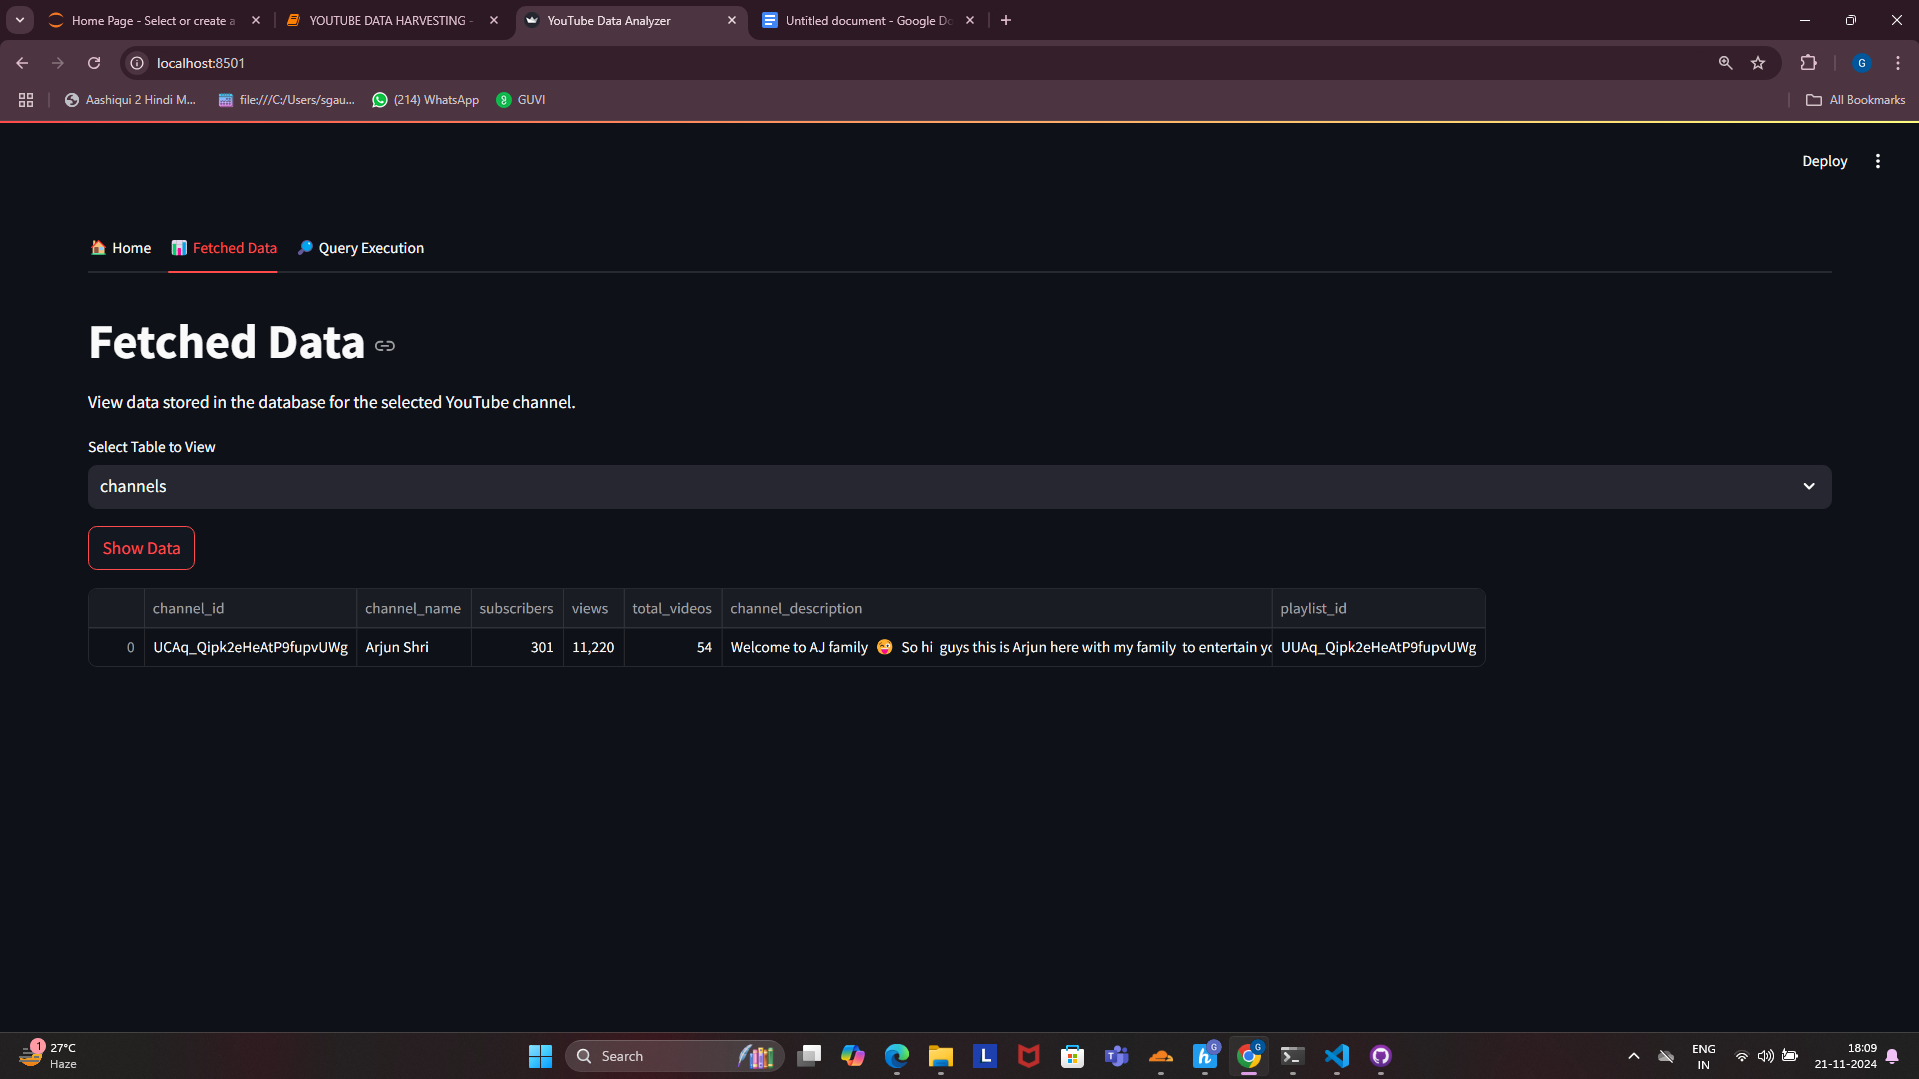 Home Page - Select or create a
YOUTUBE DATA HARVESTING -
YouTube Data Analyzer
Untitled document - Google Do
localhost:8501
G
Aashiqui 2 Hindi M...
file:///C:/Users/sgau...
(214) WhatsApp
GUVI
All Bookmarks
Deploy
Home
Fetched Data
Query Execution
Fetched Data
View data stored in the database for the selected YouTube channel.
Select Table to View
channels
Show Data
channel_id channel_name subscribers views total_videos channel_description playlist_id
0 UCAq_Qipk2eHeAtP9fupvUWg Arjun Shri 301 11,220 54 Welcome to AJ family 😜 So hi guys this is Arjun here with my family to entertain yo UUAq_Qipk2eHeAtP9fupvUWg
1
27°C
Haze
Search
L
G
G
ENG
IN
18:09
21-11-2024